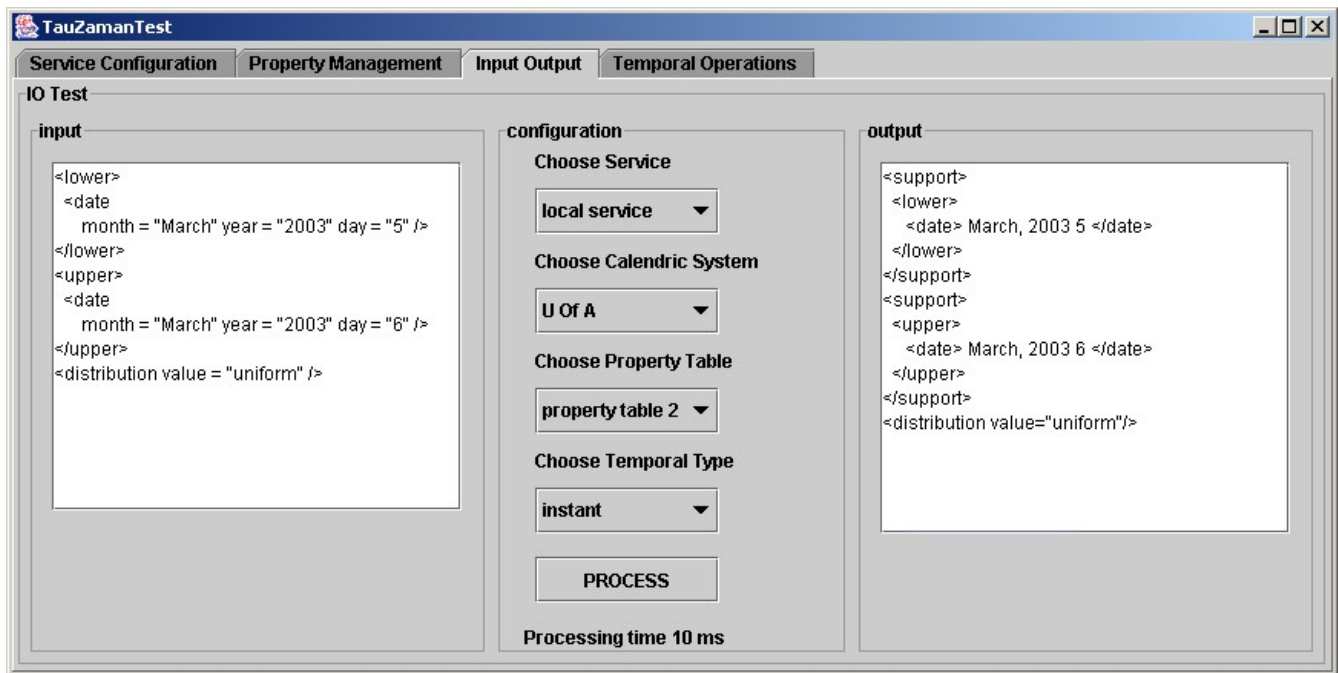 TauZamanTest
Service Configuration Property Management Input Output Temporal Operations
IO Test
input
<lower>
<date
month = "March" year = "2003" day = "5" />
</lower>
<upper>
<date
month = "March" year = "2003" day = "6" />
</upper>
<distribution value = "uniform" />
configuration
Choose Service
local service
Choose Calendric System
U Of A
Choose Property Table
property table 2
Choose Temporal Type
instant
PROCESS
Processing time 10 ms
output
<support>
<lower>
<date> March, 2003 5 </date>
</lower>
</support>
<support>
<upper>
<date> March, 2003 6 </date>
</upper>
</support>
<distribution value="uniform"/>